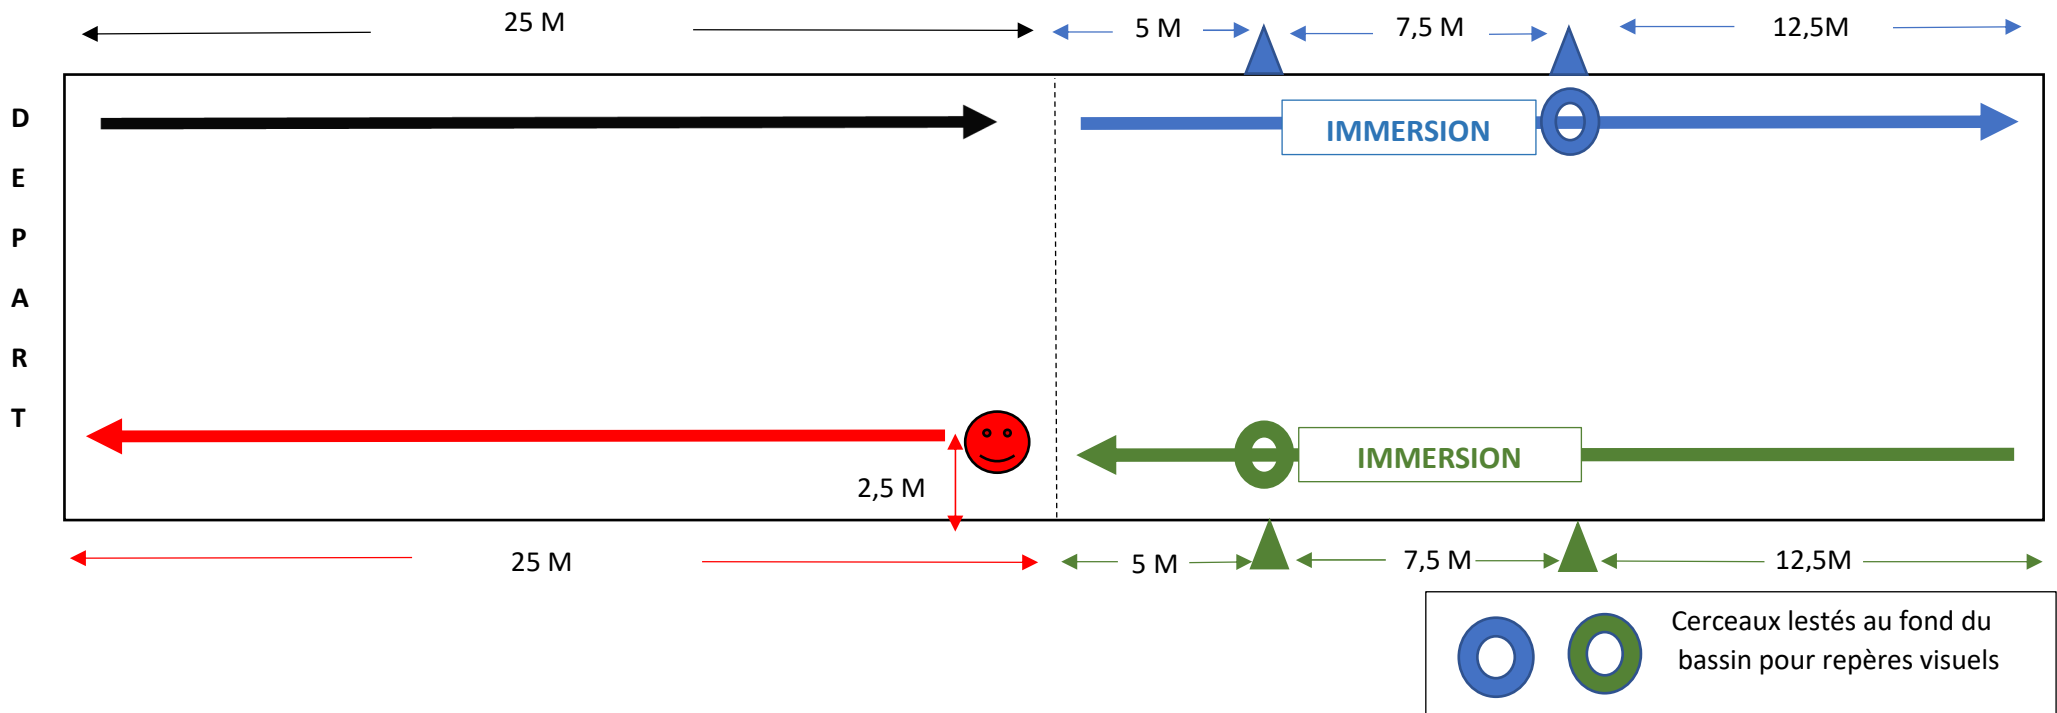 25 M
5 M
7,5 M
12,5M
D
E
P
A
R
T
IMMERSION
IMMERSION
2,5 M
25 M
5 M
7,5 M
12,5M
Cerceaux lestés au fond du
bassin pour repères visuels